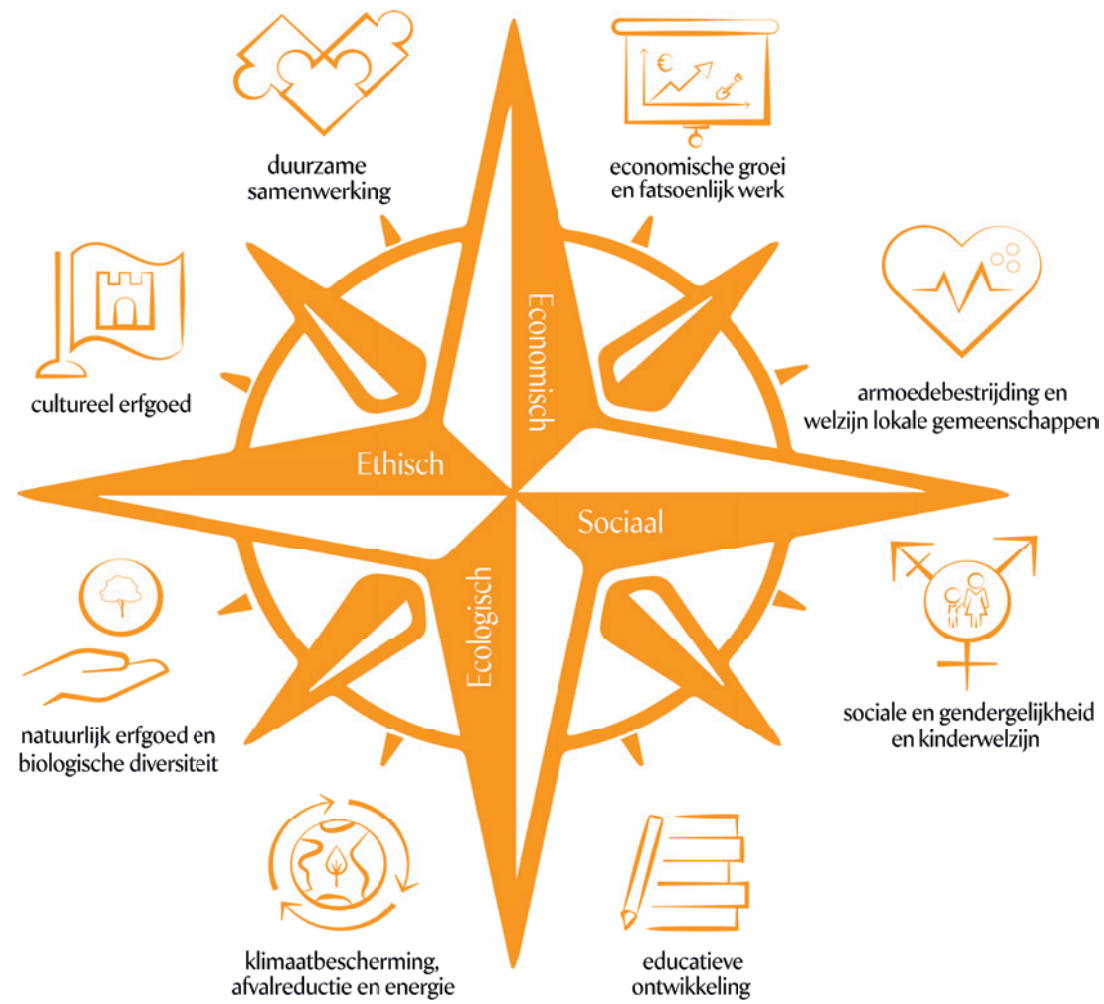 duurzame
samenwerking
€
economische groei
en fatsoenlijk werk
cultureel erfgoed
Economisch
armoedebestrijding en
welzijn lokale gemeenschappen
Ethisch
Sociaal
Ecologisch
natuurlijk erfgoed en
biologische diversiteit
sociale en gendergelijkheid
en kinderwelzijn
klimaatbescherming,
afvalreductie en energie
educatieve
ontwikkeling